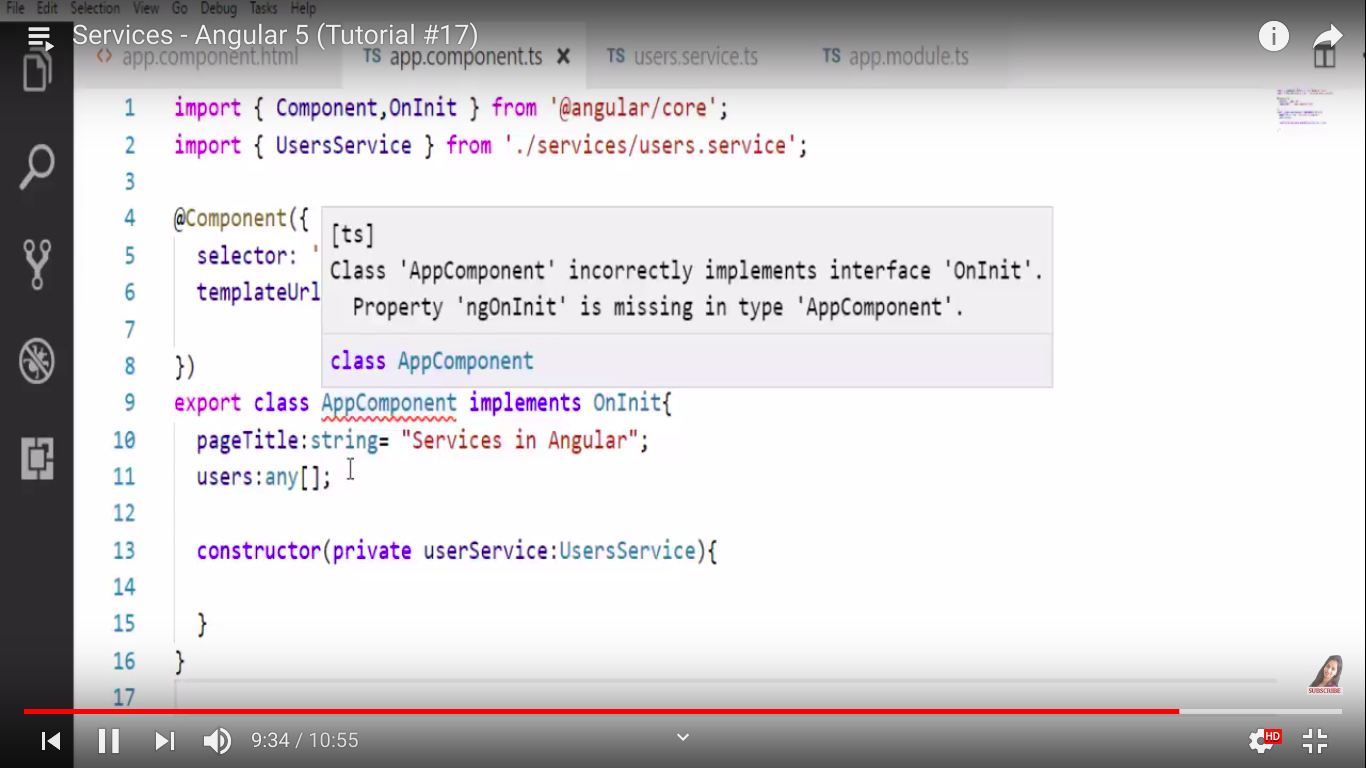 File Edit Selection View Go Debug Tasks Help
Services - Angular 5 (Tutorial #17)
<> app.component.html TS app.component.ts × TS users.service.ts TS app.module.ts
1 import { Component,OnInit } from '@angular/core';
2 import { UsersService } from './services/users.service';
3
4 @Component({
[ts]
5 selector: '
Class 'AppComponent' incorrectly implements interface 'OnInit'.
6 templateUrl
Property 'ngOnInit' is missing in type 'AppComponent'.
7
8 })
class AppComponent
9 export class AppComponent implements OnInit{
10 pageTitle:string= "Services in Angular";
11 users:any[];
12
13 constructor(private userService:UsersService){
14
15 }
16 }
17
SUBSCRIBE
9:34 / 10:55
HD